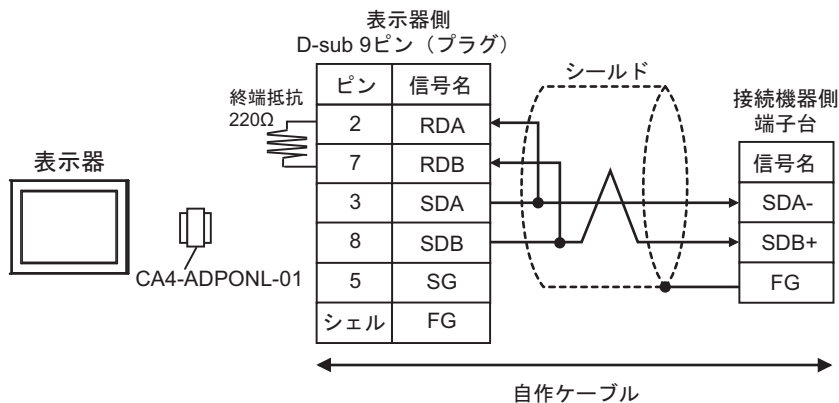 表示器側
D-sub 9ピン（プラグ）
シールド
接続機器側
端子台
終端抵抗
220Ω
表示器
CA4-ADPONL-01
ピン 信号名
2 RDA
7 RDB
3 SDA
8 SDB
5 SG
シェル FG
信号名
SDA-
SDB+
FG
自作ケーブル